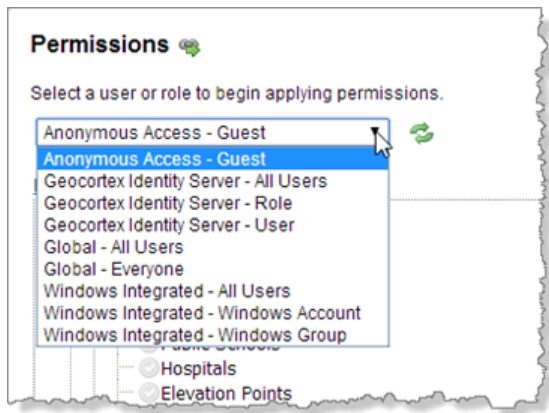 Permissions
Select a user or role to begin applying permissions.
Anonymous Access - Guest
Anonymous Access - Guest
Geocortex Identity Server - All Users
Geocortex Identity Server - Role
Geocortex Identity Server - User
Global - All Users
Global - Everyone
Windows Integrated - All Users
Windows Integrated - Windows Account
Windows Integrated - Windows Group
Public Schools
Hospitals
Elevation Points